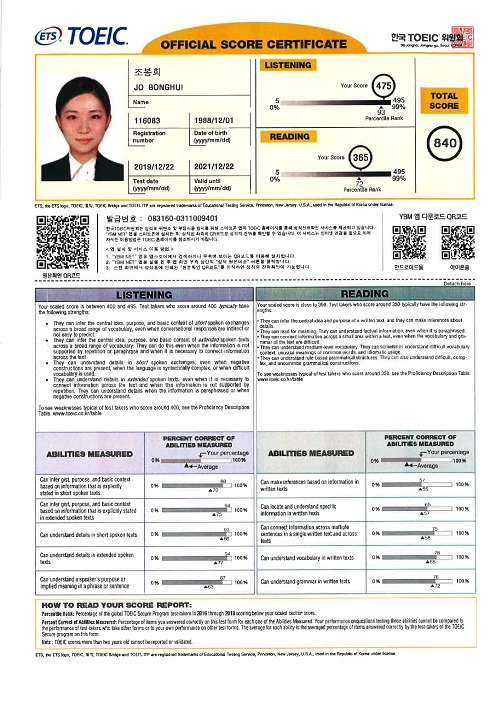 ETS TOEIC.
OFFICIAL SCORE CERTIFICATE
한국 TOEIC 위원회
조봉희
JO BONGHUI
Name
116083
1988/12/01
Registration number
Date of birth (yyyy/mm/dd)
2019/12/22
2021/12/22
Test date (yyyy/mm/dd)
Valid until (yyyy/mm/dd)
LISTENING
Your Score 475
5 495
0% 99%
93
Percentile Rank
READING
Your Score 365
5 495
0% 99%
72
Percentile Rank
TOTAL SCORE
840
ETS, the ETS logo, TOEIC, 토익, TOEIC Bridge and TOEFL ITP are registered trademarks of Educational Testing Service, Princeton, New Jersey, U.S.A., used in the Republic of Korea under license.
발급번호 : 083160-0311009401
YBM 앱 다운로드 QR코드
원본확인 QR코드
안드로이드용
아이폰용
Detach here
LISTENING
Your scaled score is between 400 and 495. Test takers who score around 400 typically have
the following strengths:
• They can infer the central idea, purpose, and basic context of short spoken exchanges
across a broad range of vocabulary, even when conversational responses are indirect or
not easy to predict.
• They can infer the central idea, purpose, and basic context of extended spoken texts
across a broad range of vocabulary. They can do this even when the information is not
supported by repetition or paraphrase and when it is necessary to connect information
across the text.
• They can understand details in short spoken exchanges, even when negative
constructions are present, when the language is syntactically complex, or when difficult
vocabulary is used.
• They can understand details in extended spoken texts, even when it is necessary to
connect information across the text and when this information is not supported by
repetition. They can understand details when the information is paraphrased or when
negative constructions are present.
To see weaknesses typical of test takers who score around 400, see the Proficiency Description
Table. www.toeic.co.kr/table
READING
Your scaled score is close to 350. Test takers who score around 350 typically have the following str-
engths:
• They can infer the central idea and purpose of a written text, and they can make inferences about
details.
• They can read for meaning. They can understand factual information, even when it is paraphrased.
• They can connect information across a small area within a text, even when the vocabulary and gra-
mmar of the text are difficult.
• They can understand medium-level vocabulary. They can sometimes understand difficult vocabulary in
context, unusual meanings of common words, and idiomatic usage.
• They can understand rule based grammatical structures. They can also understand difficult, comp-
lex, and uncommon grammatical constructions.
To see weaknesses typical of test takers who score around 350, see the Proficiency Description Table.
www.toeic.co.kr/table
ABILITIES MEASURED
PERCENT CORRECT OF ABILITIES MEASURED
Your percentage
0% 100%
Average
Can infer gist, purpose, and basic context
based on information that is explicitly
stated in short spoken texts
0% 100%
Can infer gist, purpose, and basic context
based on information that is explicitly stated
in extended spoken texts
0% 94 100%
Can understand details in short spoken texts
0% 93 100%
Can understand details in extended spoken
texts
0% 94 100%
77
Can understand a speaker's purpose or
implied meaning in a phrase or sentence
0% 87 100%
ABILITIES MEASURED
PERCENT CORRECT OF ABILITIES MEASURED
Your percentage
0% 100%
Average
Can make inferences based on information in
written texts
0% 57 100%
Can locate and understand specific
information in written texts
0% 65 100%
57
Can connect information across multiple
sentences in a single written text and across
texts
0% 75 100%
Can understand vocabulary in written texts
0% 100%
Can understand grammar in written texts
0% 76 100%
72
HOW TO READ YOUR SCORE REPORT:
Percentile Rank: Percentage of the global TOEIC Secure Program test-takers in 2016 through 2018 scoring below your scaled section score.
Percent Correct of Abilities Measured: Percentage of items you answered correctly on this test form for each one of the Abilities Measured. Your performance on questions testing these abilities cannot be compared to
the performance of test-takers who take other forms or to your own performance on other test forms. The average for each ability is the averaged percentage of items answered correctly by the test-takers of the TOEIC
Secure program on this form.
Note : TOEIC scores more than two years old cannot be reported or validated.
ETS, the ETS logo, TOEIC, 토익, TOEIC Bridge and TOEFL ITP are registered trademarks of Educational Testing Service, Princeton, New Jersey, U.S.A., used in the Republic of Korea under license.